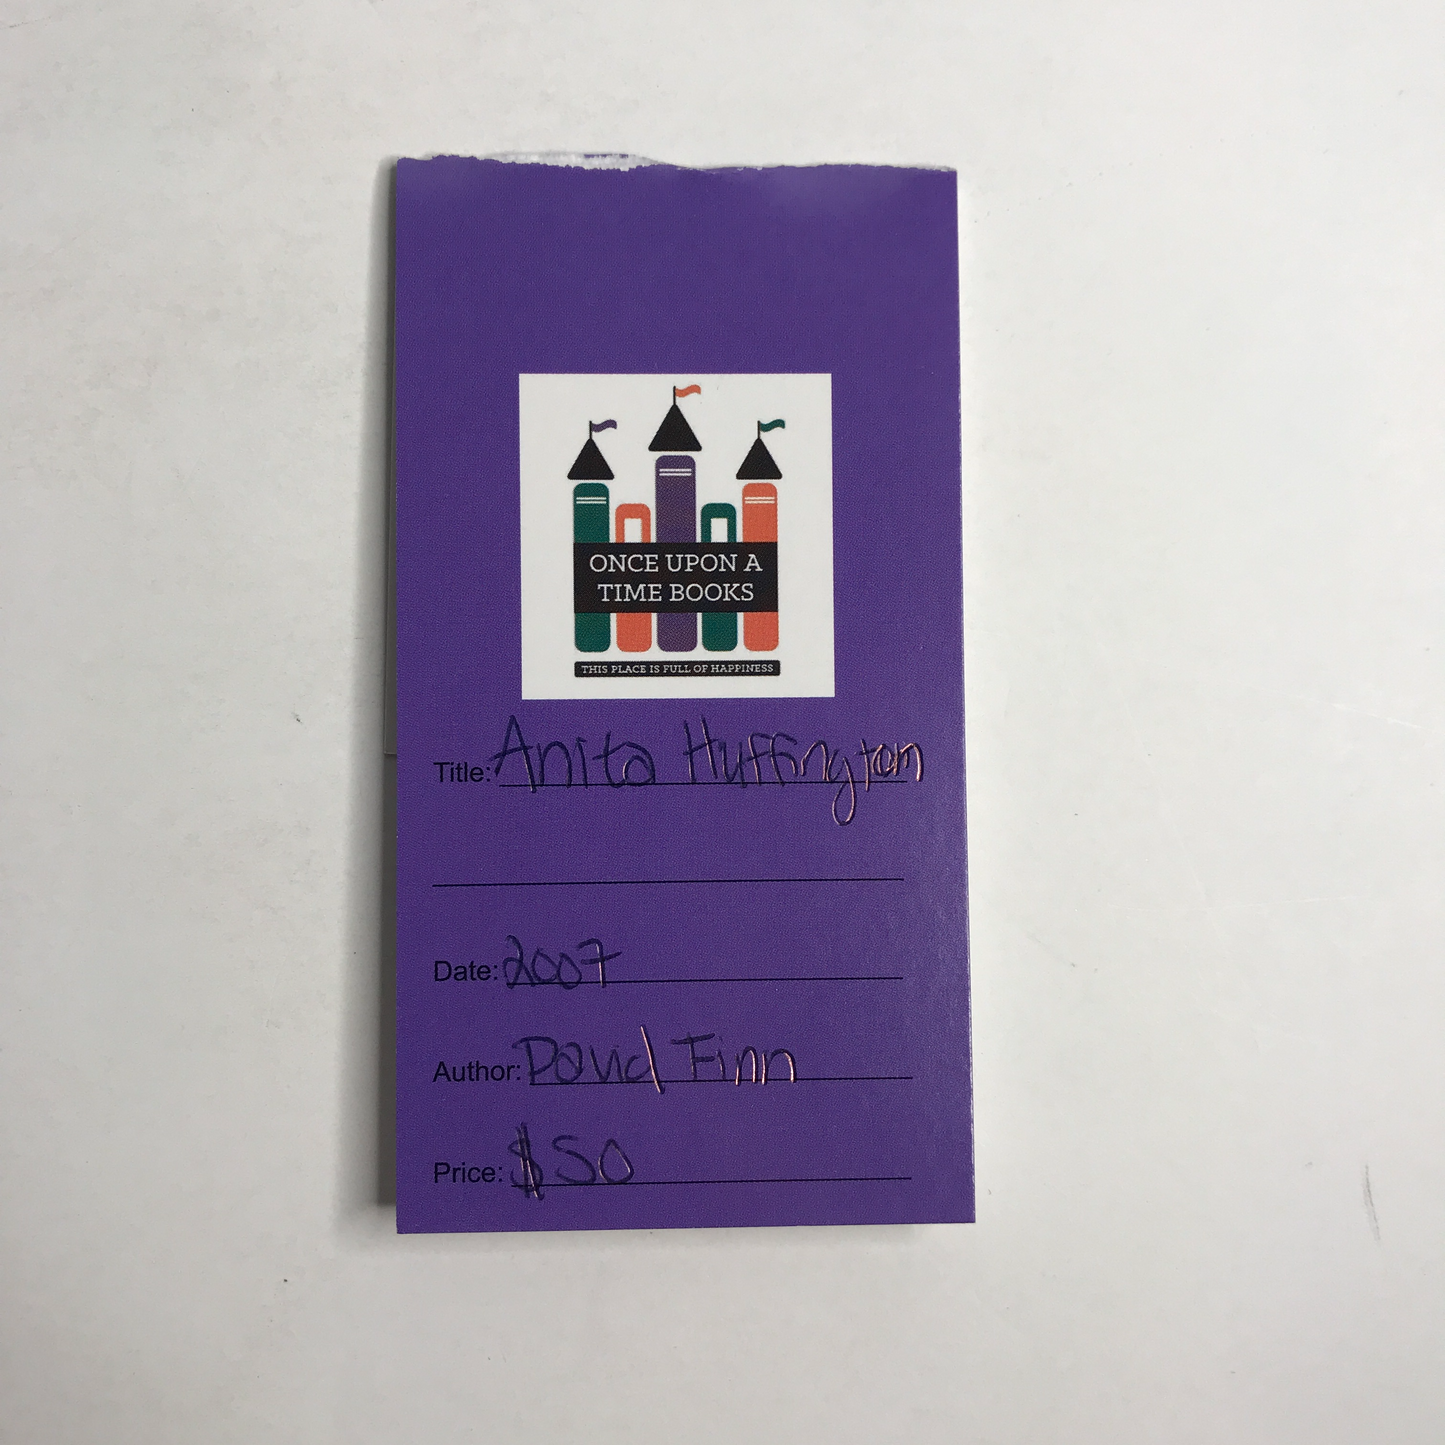 ONCE UPON A
TIME BOOKS
THIS PLACE IS FULL OF HAPPINESS
Title: Anita Huffington
Date: 2007
Author: David Finn
Price: $50